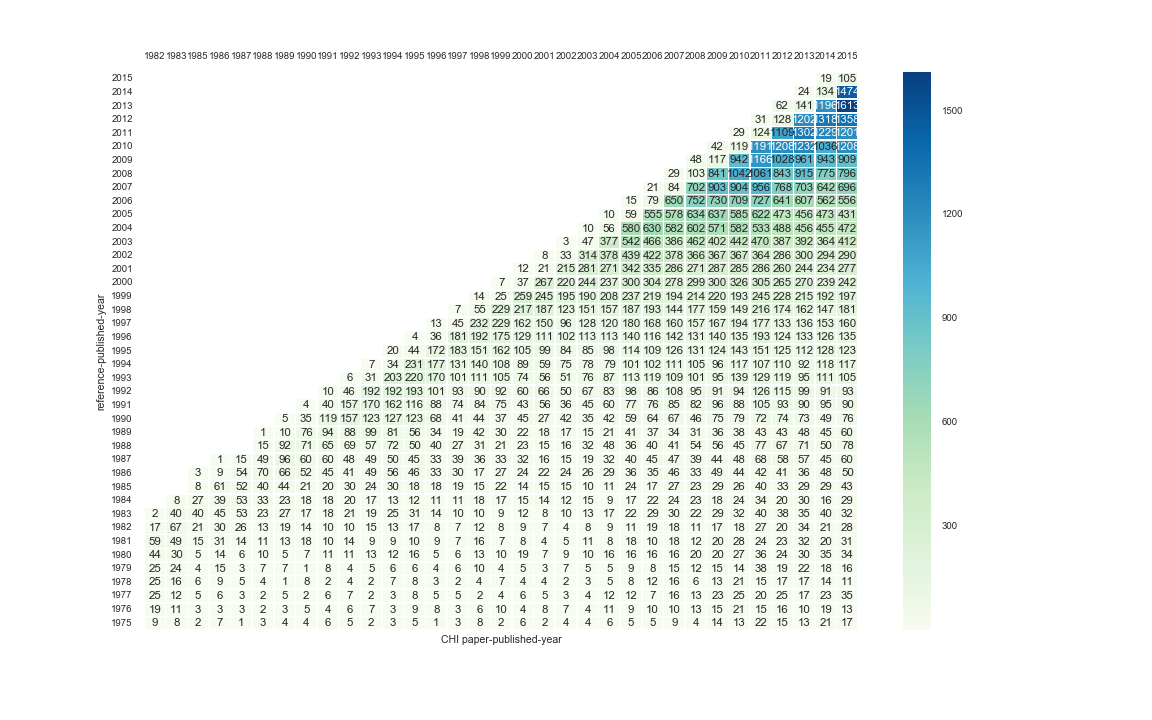 1982 1983 1985 1986 1987 1988 1989 1990 1991 1992 1993 1994 1995 1996 1997 1998 1999 2000 2001 2002 2003 2004 2005 2006 2007 2008 2009 2010 2011 2012 2013 2014 2015
2015 19 105
2014 24 134 1474
2013 62 141 1196 1613
2012 31 128 1202 1318 1358
2011 29 124 1109 1302 1229 1201
2010 42 119 1191 1208 1232 1036 1208
2009 48 117 942 1166 1028 961 943 909
2008 29 103 841 1042 1061 843 915 775 796
2007 21 84 702 903 904 956 768 703 642 696
2006 15 79 650 752 730 709 727 641 607 562 556
2005 10 59 555 578 634 637 585 622 473 456 473 431
2004 10 56 580 630 582 602 571 582 533 488 456 455 472
2003 3 47 377 542 466 386 462 402 442 470 387 392 364 412
2002 8 33 314 378 439 422 378 366 367 367 364 286 300 294 290
2001 12 21 215 281 271 342 335 286 271 287 285 286 260 244 234 277
2000 7 37 267 220 244 237 300 304 278 299 300 326 305 265 270 239 242
1999 14 25 259 245 195 190 208 237 219 194 214 220 193 245 228 215 192 197
1998 7 55 229 217 187 123 151 157 187 193 144 177 159 149 216 174 162 147 181
1997 13 45 232 229 162 150 96 128 120 180 168 160 157 167 194 177 133 136 153 160
1996 4 36 181 192 175 129 111 102 113 113 140 116 142 131 140 135 193 124 133 126 135
1995 20 44 172 183 151 162 105 99 84 85 98 114 109 126 131 124 143 151 125 112 128 123
1994 7 34 231 177 131 140 108 89 59 75 78 79 101 102 111 105 96 117 107 110 92 118 117
1993 6 31 203 220 170 101 111 105 74 56 51 76 87 113 119 109 101 95 139 129 119 95 111 105
1992 10 46 192 192 193 101 93 90 92 60 66 50 67 83 98 86 108 95 91 94 126 115 99 91 93
1991 4 40 157 170 162 116 88 74 84 75 43 56 36 45 60 77 76 85 82 96 88 105 93 90 95 90
1990 5 35 119 157 123 127 123 68 41 44 37 45 27 42 35 42 59 64 67 46 75 79 72 74 73 49 76
1989 1 10 76 94 88 99 81 56 34 19 42 30 22 18 17 15 21 41 37 34 31 36 38 43 43 48 45 60
1988 15 92 71 65 69 57 72 50 40 27 31 21 23 15 16 32 48 36 40 41 54 56 45 77 67 71 50 78
1987 1 15 49 96 60 60 48 49 50 45 33 39 36 33 32 16 15 19 32 40 45 47 39 44 48 68 58 57 45 60
1986 3 9 54 70 66 52 45 41 49 56 46 33 30 17 27 24 22 24 26 29 36 35 46 33 49 44 42 41 36 48 50
1985 8 61 52 40 44 21 20 30 24 30 18 18 19 15 22 14 15 15 10 11 24 17 27 23 29 26 40 33 29 29 43
1984 8 27 39 53 33 23 18 18 20 17 13 12 11 11 18 17 15 14 12 15 9 17 22 24 23 18 24 34 20 30 16 29
1983 2 40 40 45 53 23 27 17 18 21 19 25 31 14 10 10 9 12 8 10 13 17 22 29 30 22 29 32 40 38 35 40 32
1982 17 67 21 30 26 13 19 14 10 10 15 13 17 8 7 12 8 9 7 4 8 9 11 19 18 11 17 18 27 20 34 21 28
1981 59 49 15 31 14 11 13 18 10 14 9 9 10 9 7 16 7 8 4 5 11 8 18 10 18 12 20 28 24 23 32 20 31
1980 44 30 5 14 6 10 5 7 11 11 13 12 16 5 6 13 10 19 7 9 10 16 16 16 16 20 20 27 36 24 30 35 34
1979 25 24 4 15 3 7 7 1 8 4 5 6 6 4 6 10 4 5 3 7 5 5 9 8 15 12 15 14 38 19 22 18 16
1978 25 16 6 9 5 4 1 8 2 4 2 7 8 3 2 4 7 4 4 2 3 5 8 12 16 6 13 21 15 17 17 14 11
1977 25 12 5 6 3 2 5 2 6 7 2 3 8 5 5 2 4 6 5 3 4 12 12 7 16 13 23 25 20 25 17 23 35
1976 19 11 3 3 3 2 3 5 4 6 7 3 9 8 3 6 10 4 8 7 4 11 9 10 10 13 15 21 15 16 10 19 13
1975 9 8 2 7 1 3 4 4 6 5 2 3 5 1 3 8 2 6 2 4 4 6 5 5 9 4 14 13 22 15 13 21 17
reference-published-year
CHI paper-published-year
1500
1200
900
600
300